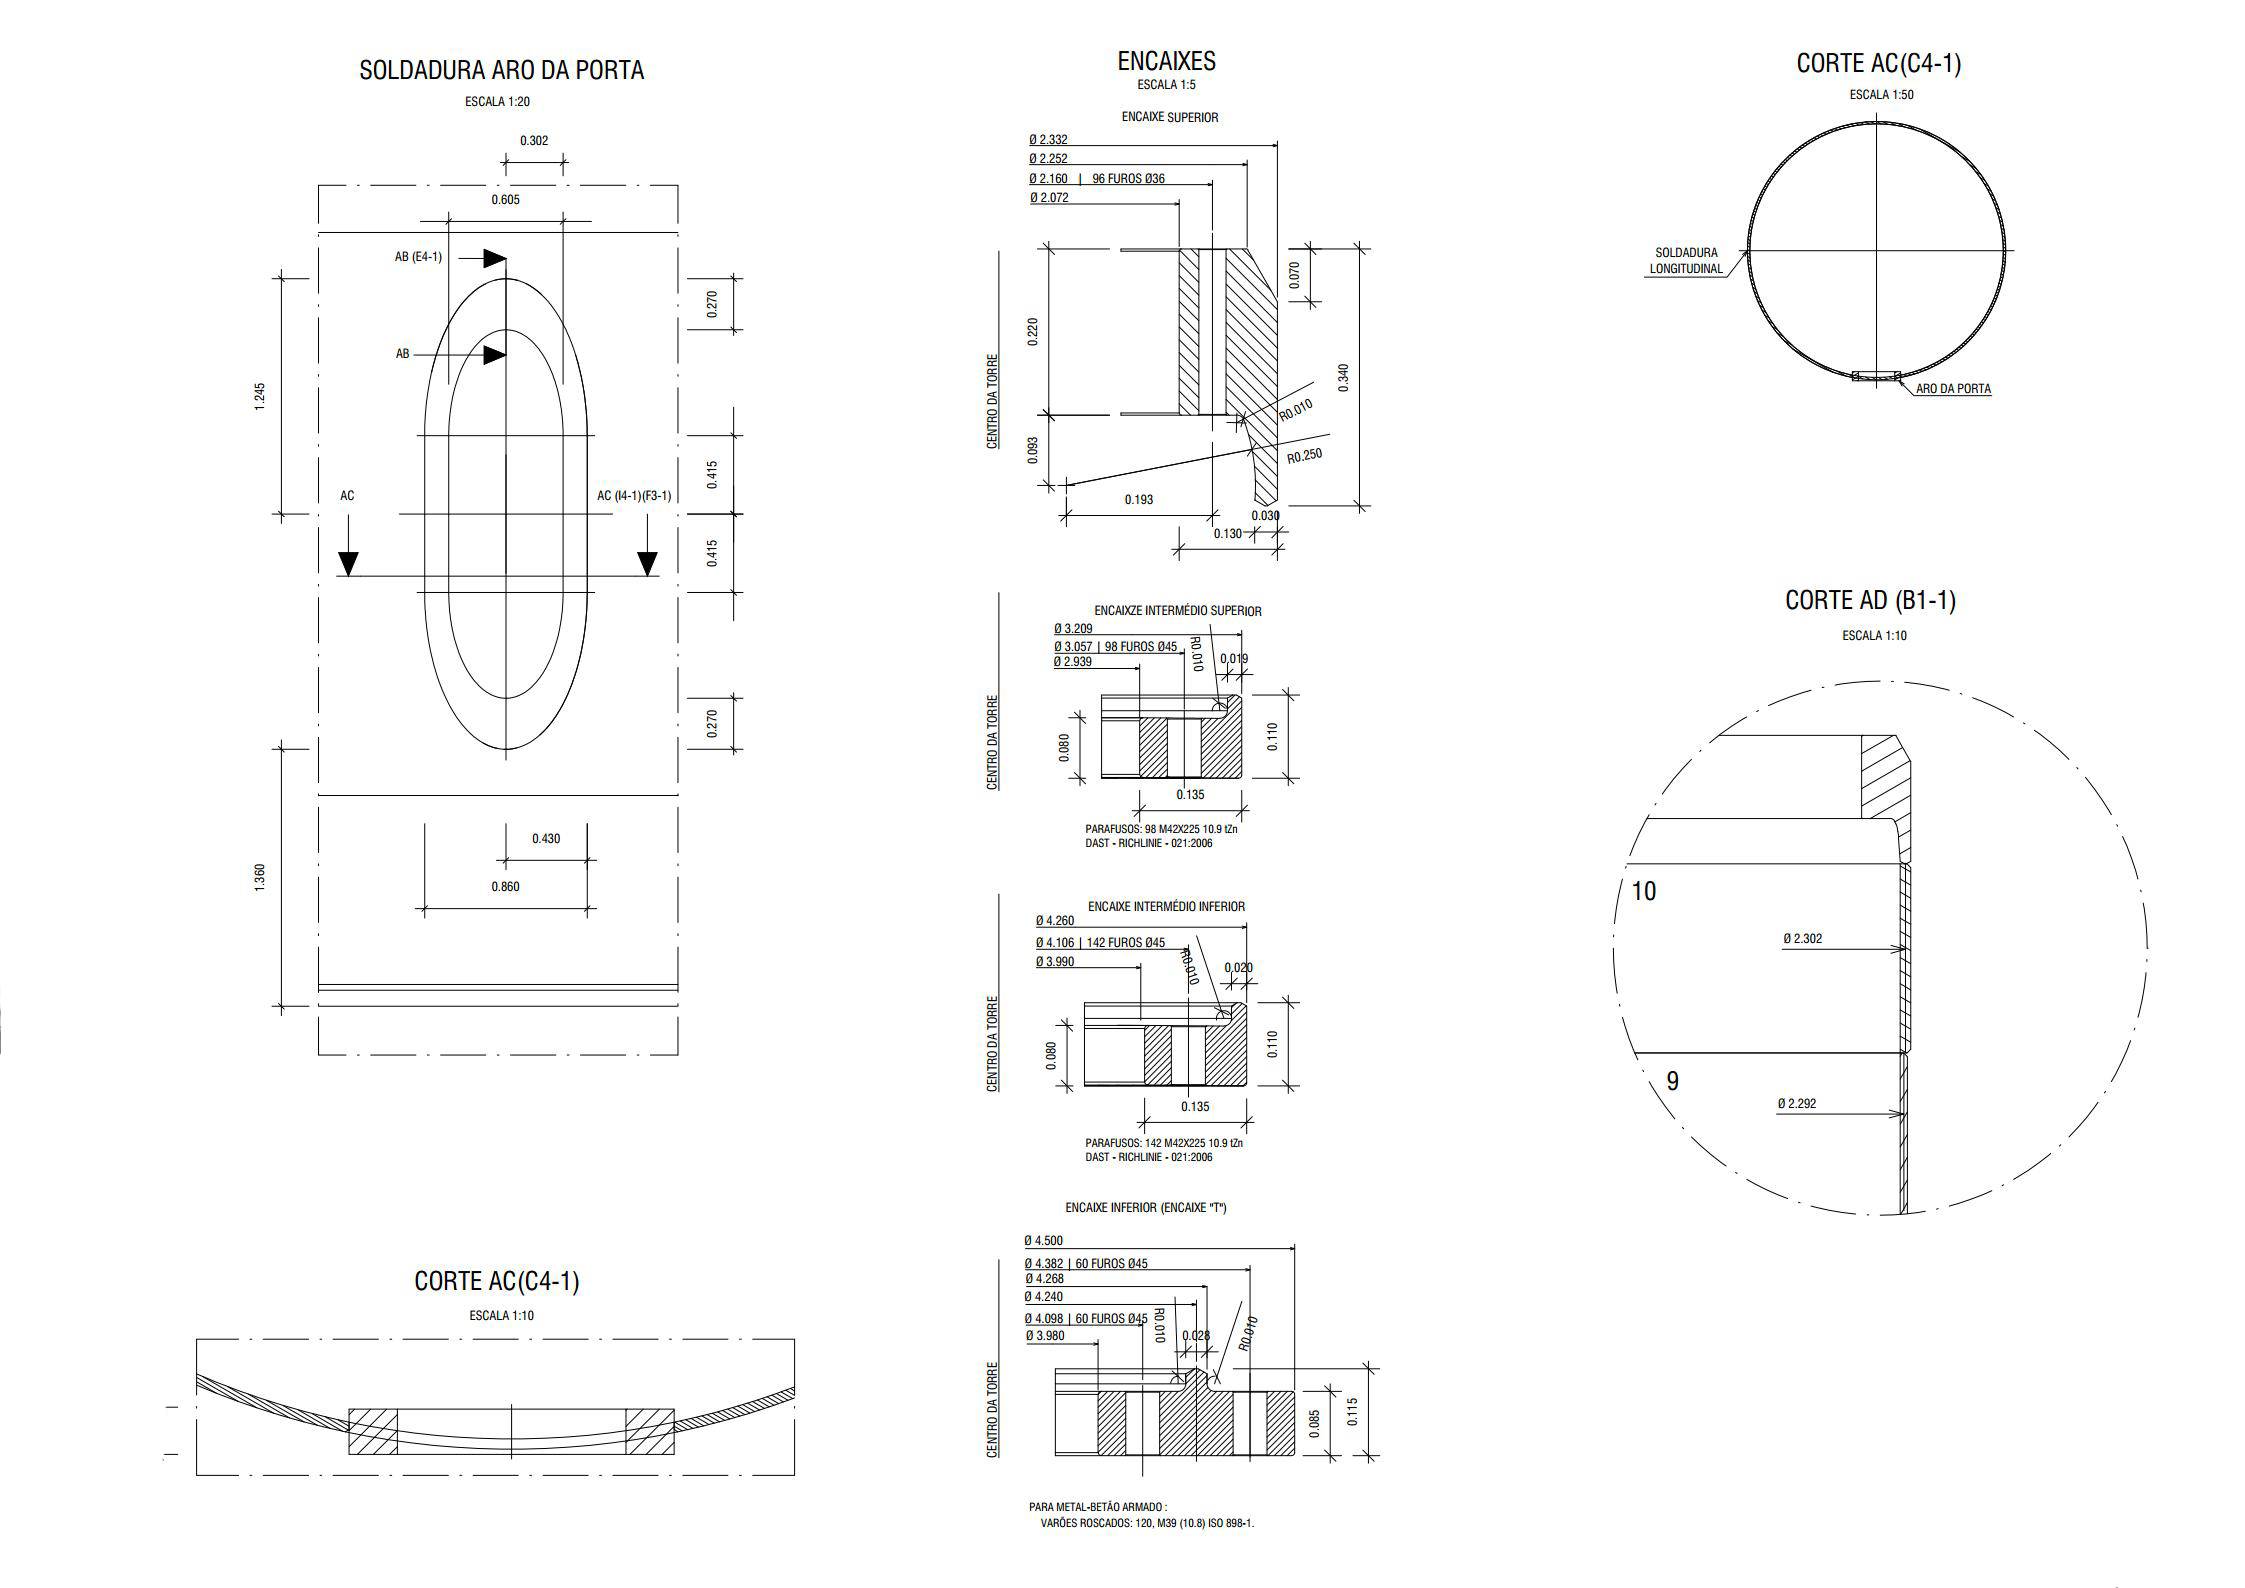 SOLDADURA ARO DA PORTA
ESCALA 1:20
0.302
0.605
AB (E4-1)
AB
0.270
1.245
0.415
AC
AC (I4-1)(F3-1)
0.415
0.270
0.430
0.860
1.360
CORTE AC(C4-1)
ESCALA 1:10
ENCAIXES
ESCALA 1:5
ENCAIXE SUPERIOR
Ø 2.332
Ø 2.252
Ø 2.160 | 96 FUROS Ø36
Ø 2.072
0.070
0.220
0.340
CENTRO DA TORRE
R0.010
0.093
R0.250
0.193
0.030
0.130
ENCAIXZE INTERMÉDIO SUPERIOR
Ø 3.209
Ø 3.057 | 98 FUROS Ø45
Ø 2.939
R0.010
0.019
CENTRO DA TORRE
0.080
0.110
0.135
PARAFUSOS: 98 M42X225 10.9 tZn
DAST - RICHLINIE - 021:2006
ENCAIXE INTERMÉDIO INFERIOR
Ø 4.260
Ø 4.106 | 142 FUROS Ø45
Ø 3.990
R0.010
0.020
CENTRO DA TORRE
0.080
0.110
0.135
PARAFUSOS: 142 M42X225 10.9 tZn
DAST - RICHLINIE - 021:2006
ENCAIXE INFERIOR (ENCAIXE "T")
Ø 4.500
Ø 4.382 | 60 FUROS Ø45
Ø 4.268
Ø 4.240
Ø 4.098 | 60 FUROS Ø45
Ø 3.980
R0.010
0.028
R0.010
CENTRO DA TORRE
0.085
0.115
PARA METAL-BETÃO ARMADO :
VARÕES ROSCADOS: 120, M39 (10.8) ISO 898-1.
CORTE AC(C4-1)
ESCALA 1:50
SOLDADURA
LONGITUDINAL
ARO DA PORTA
CORTE AD (B1-1)
ESCALA 1:10
10
Ø 2.302
9
Ø 2.292